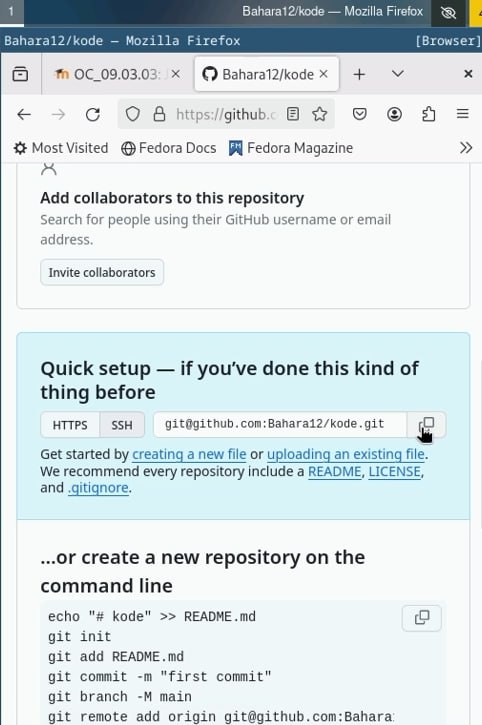 1
Bahara12/kode — Mozilla Firefox
Bahara12/kode — Mozilla Firefox [Browser]
OC_09.03.03: Bahara12/kode
https://github.c
Most Visited Fedora Docs Fedora Magazine
Add collaborators to this repository
Search for people using their GitHub username or email
address.
Invite collaborators
Quick setup — if you’ve done this kind of
thing before
HTTPS SSH git@github.com:Bahara12/kode.git
Get started by creating a new file or uploading an existing file.
We recommend every repository include a README, LICENSE,
and .gitignore.
…or create a new repository on the
command line
echo "# kode" >> README.md
git init
git add README.md
git commit -m "first commit"
git branch -M main
git remote add origin git@github.com:Bahara